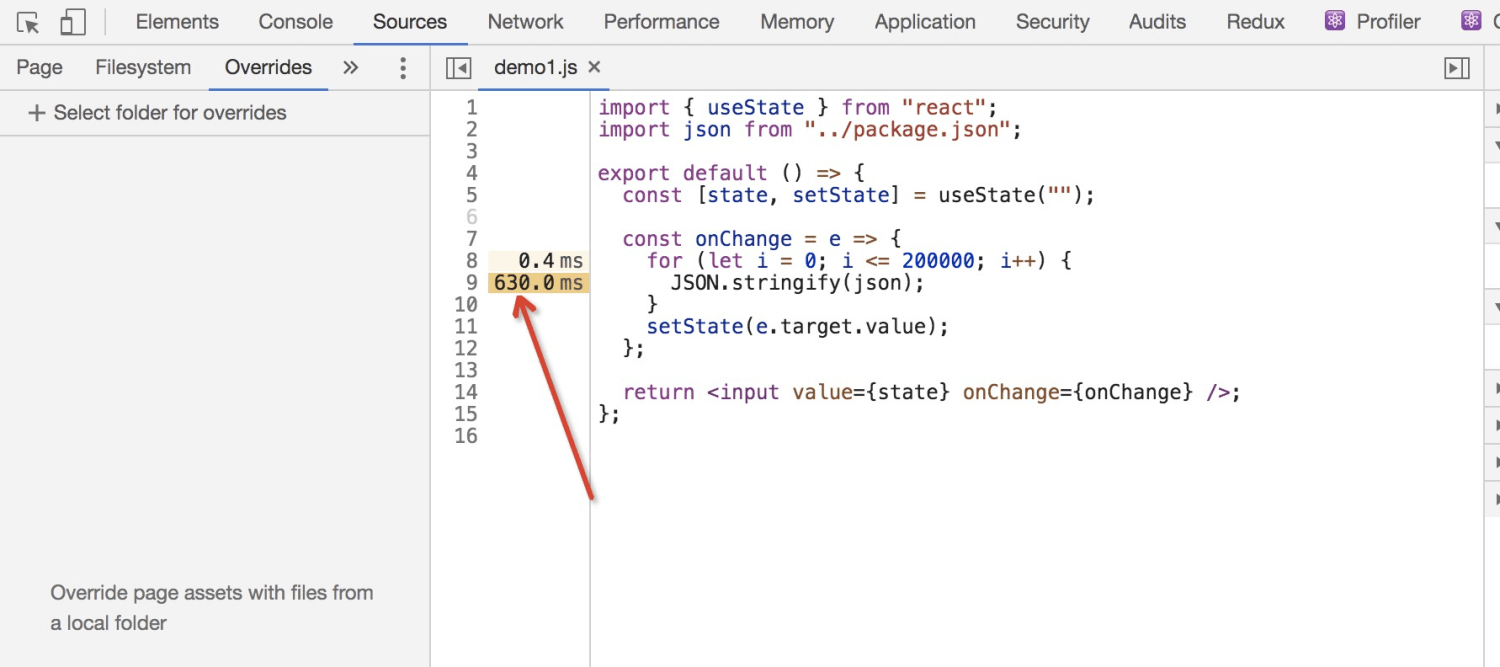 Elements Console Sources Network Performance Memory Application Security Audits Redux Profiler
Page Filesystem Overrides » demo1.js ×
+ Select folder for overrides
1 import { useState } from "react";
2 import json from "../package.json";
3
4 export default () => {
5 const [state, setState] = useState("");
6
7 const onChange = e => {
8 0.4 ms for (let i = 0; i <= 200000; i++) {
9 630.0 ms JSON.stringify(json);
10 }
11 setState(e.target.value);
12 };
13
14 return <input value={state} onChange={onChange} />;
15 };
16
Override page assets with files from
a local folder